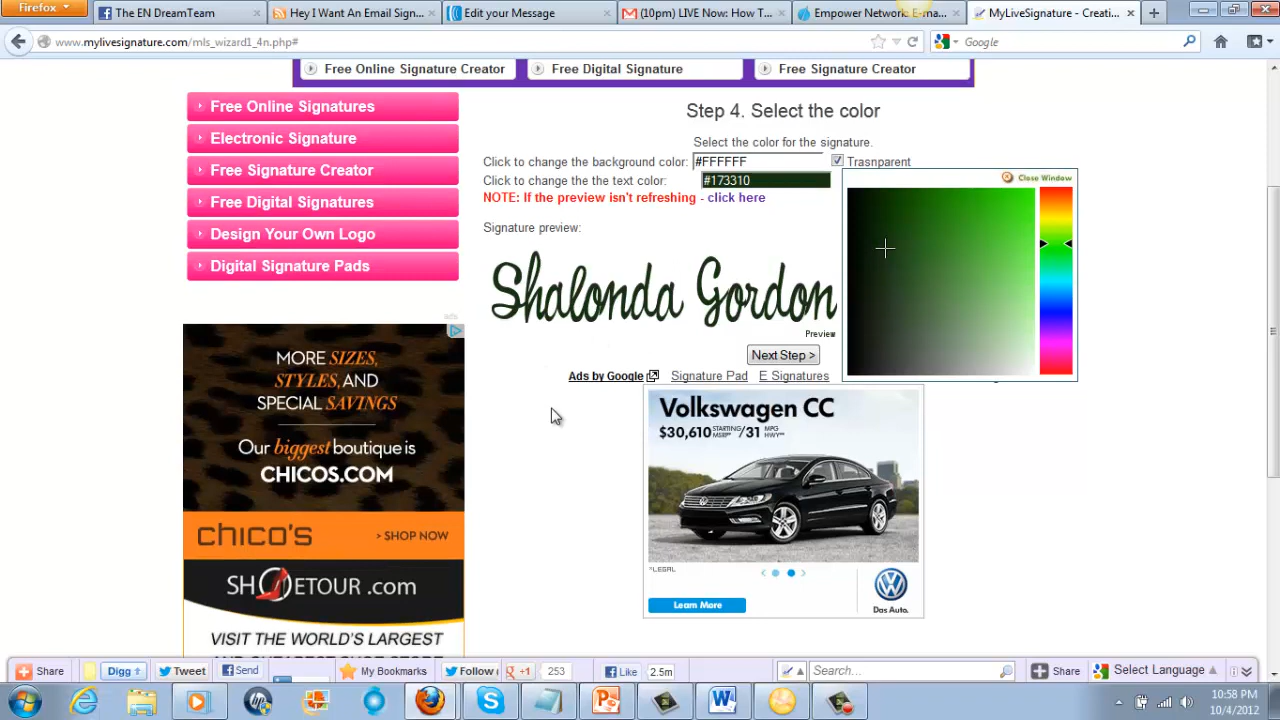 Firefox
The EN DreamTeam
Hey I Want An Email Sign...
Edit your Message
(10pm) LIVE Now: How T...
Empower Network E-ma...
MyLiveSignature - Creati...
www.mylivesignature.com/mls_wizard1_4n.php#
Google
Free Online Signature Creator
Free Digital Signature
Free Signature Creator
Free Online Signatures
Electronic Signature
Free Signature Creator
Free Digital Signatures
Design Your Own Logo
Digital Signature Pads
Step 4. Select the color
Select the color for the signature.
Click to change the background color: #FFFFFF Trasnparent
Click to change the the text color: #173310
NOTE: If the preview isn't refreshing - click here
Close Window
Signature preview:
Shalonda Gordon
Preview
Next Step >
Ads by Google Signature Pad E Signatures
MORE SIZES,
STYLES, AND
SPECIAL SAVINGS
Our biggest boutique is
CHICOS.COM
chico's
> SHOP NOW
SHOETOUR.com
VISIT THE WORLD'S LARGEST
Volkswagen CC
$30,610 STARTING MSRP* /31 MPG HWY**
*LEGAL
Learn More
Das Auto.
Share
Digg
Tweet
Send
My Bookmarks
Follow
+1
253
Like
2.5m
Search...
Share
Select Language
10:58 PM
10/4/2012